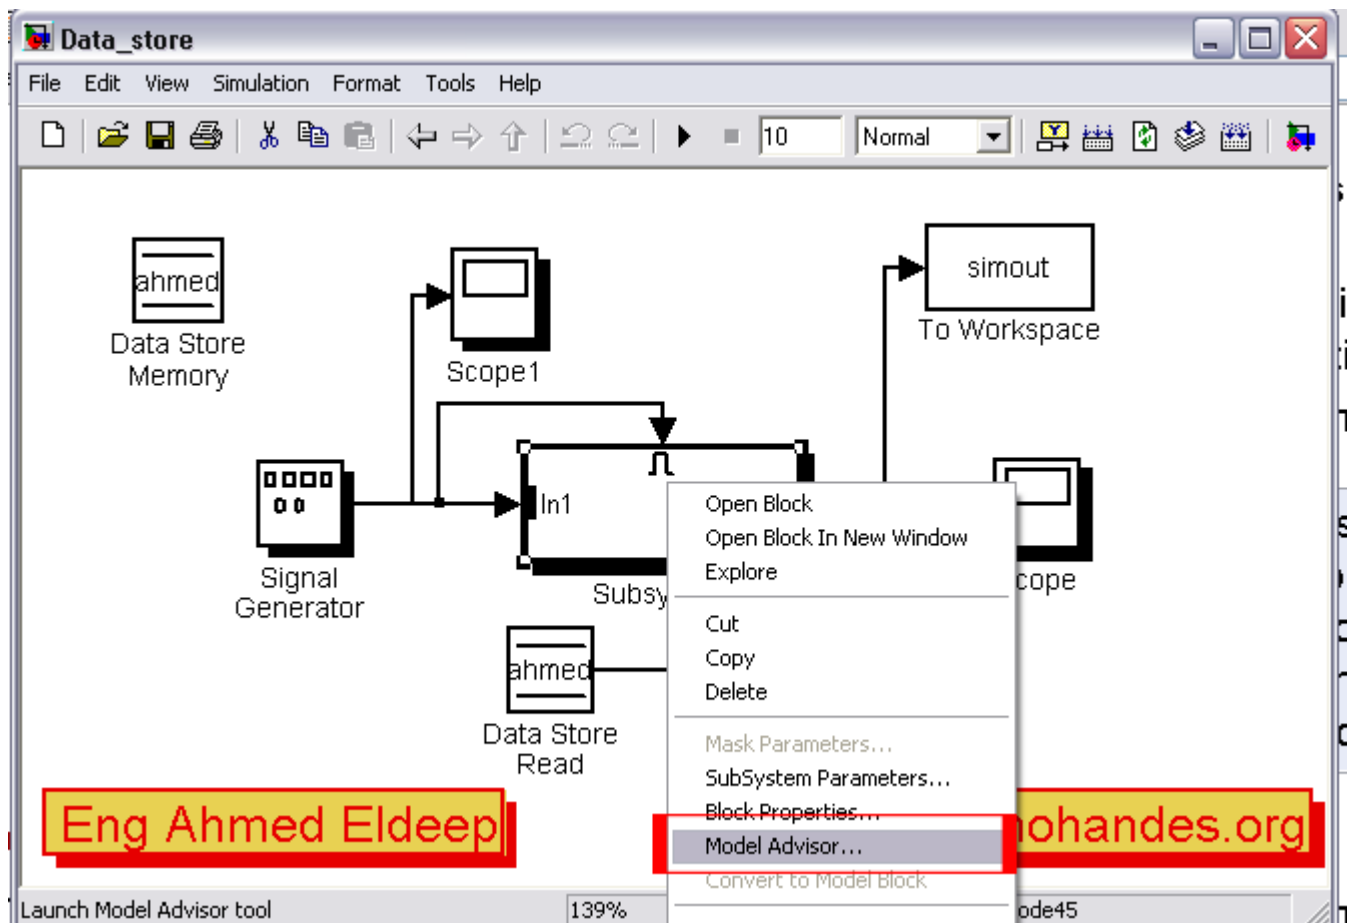 Data_store
File Edit View Simulation Format Tools Help
10 Normal
ahmed
Data Store
Memory
Scope1
simout
To Workspace
In1
Signal
Generator
Subsy
cope
ahmed
Data Store
Read
Open Block
Open Block In New Window
Explore
Cut
Copy
Delete
Mask Parameters...
SubSystem Parameters...
Block Properties...
Model Advisor...
Convert to Model Block
Eng Ahmed Eldeep
ohandes.org
Launch Model Advisor tool
139%
ode45